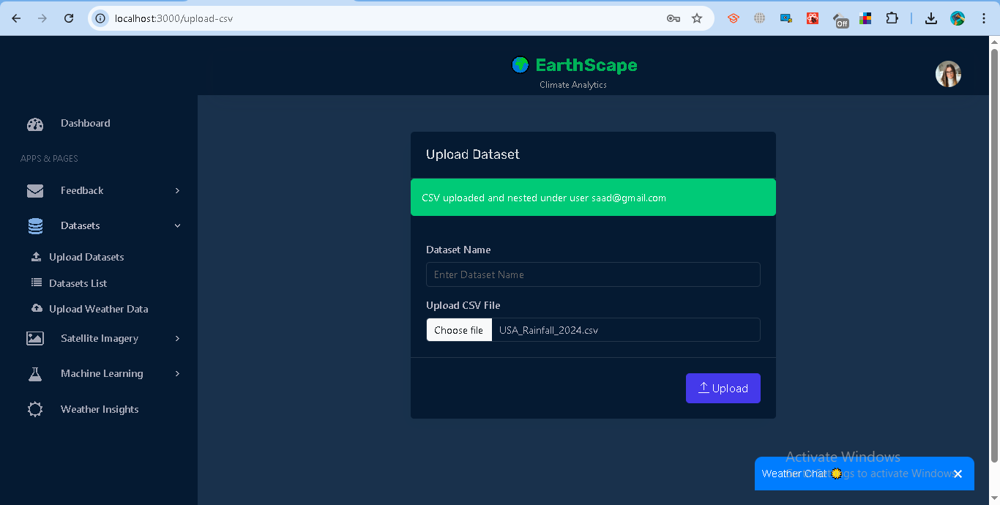 localhost:3000/upload-csv
Off
EarthScape
Climate Analytics
Dashboard
APPS & PAGES
Feedback
Datasets
Upload Datasets
Datasets List
Upload Weather Data
Satellite Imagery
Machine Learning
Weather Insights
Upload Dataset
CSV uploaded and nested under user saad@gmail.com
Dataset Name
Enter Dataset Name
Upload CSV File
Choose file USA_Rainfall_2024.csv
Upload
Activate Windows
Weather Chat
to activate Windows